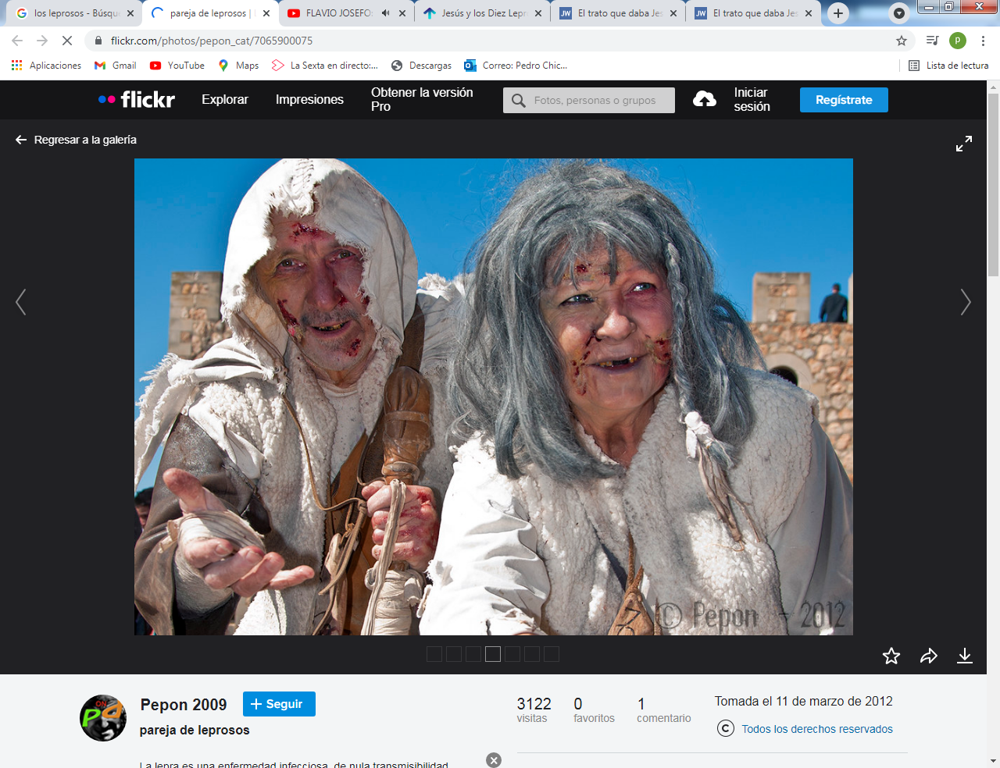 los leprosos - Búsqu
pareja de leprosos |
FLAVIO JOSEFO:
Jesús y los Diez Lepr
El trato que daba Jes
El trato que daba Jes
flickr.com/photos/pepon_cat/7065900075
P
Aplicaciones
Gmail
YouTube
Maps
La Sexta en directo:...
Descargas
Correo: Pedro Chic...
Lista de lectura
flickr
Explorar
Impresiones
Obtener la versión
Pro
Fotos, personas o grupos
Iniciar
sesión
Regístrate
Regresar a la galería
© Pepon - 2012
Pepon 2009
+ Seguir
pareja de leprosos
3122
visitas
0
favoritos
1
comentario
Tomada el 11 de marzo de 2012
Todos los derechos reservados
La lepra es una enfermedad infecciosa, de nula transmisibilidad